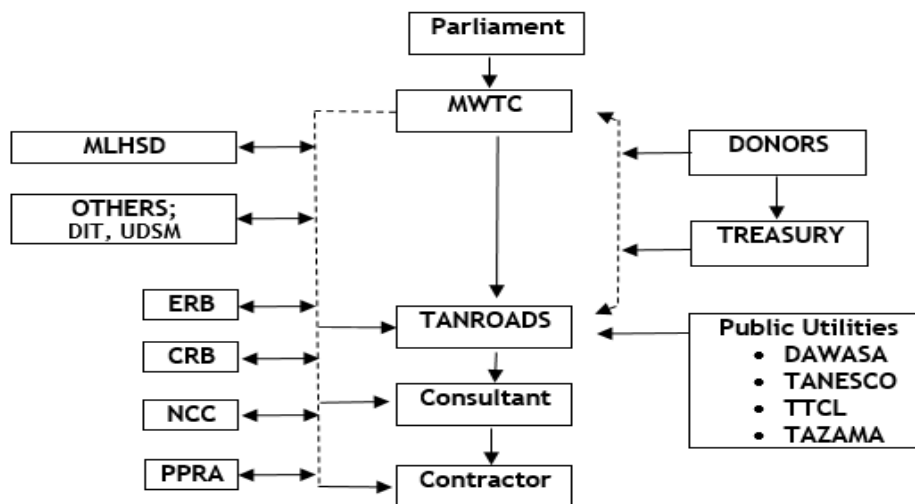 Parliament
MWTC
MLHSD
DONORS
OTHERS;
DIT, UDSM
TREASURY
ERB
TANROADS
Public Utilities
• DAWASA
• TANESCO
• TTCL
• TAZAMA
CRB
Consultant
NCC
PPRA
Contractor